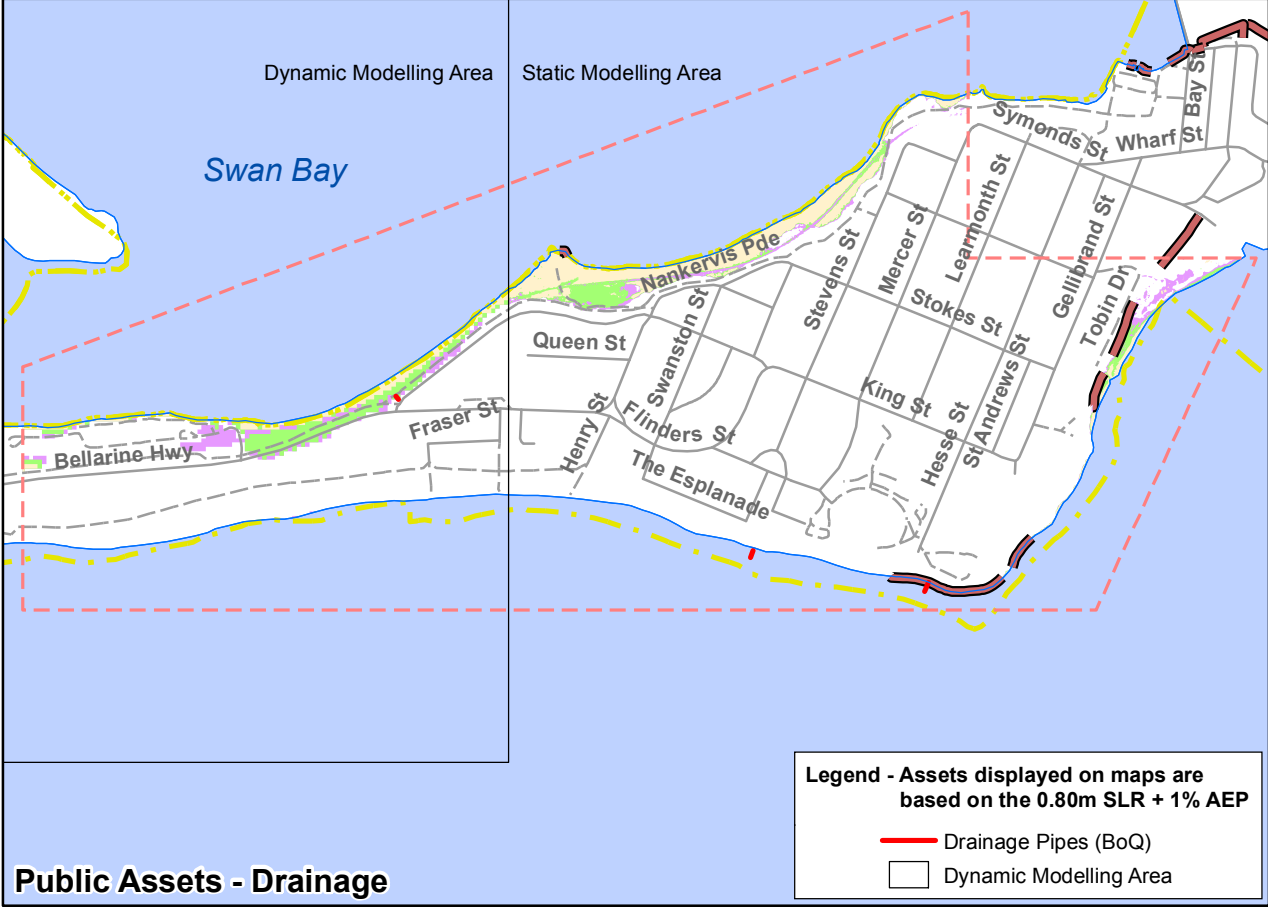 Dynamic Modelling Area
Static Modelling Area
Swan Bay
Symonds St
Wharf St
Bay St
Nankervis Pde
Stevens St
Mercer St
Learmonth St
Gellibrand St
Tobin Dr
Stokes St
Queen St
Swanston St
King St
St Andrews St
Hesse St
Fraser St
Henry St
Flinders St
The Esplanade
Bellarine Hwy
Legend - Assets displayed on maps are
based on the 0.80m SLR + 1% AEP
Drainage Pipes (BoQ)
Dynamic Modelling Area
Public Assets - Drainage